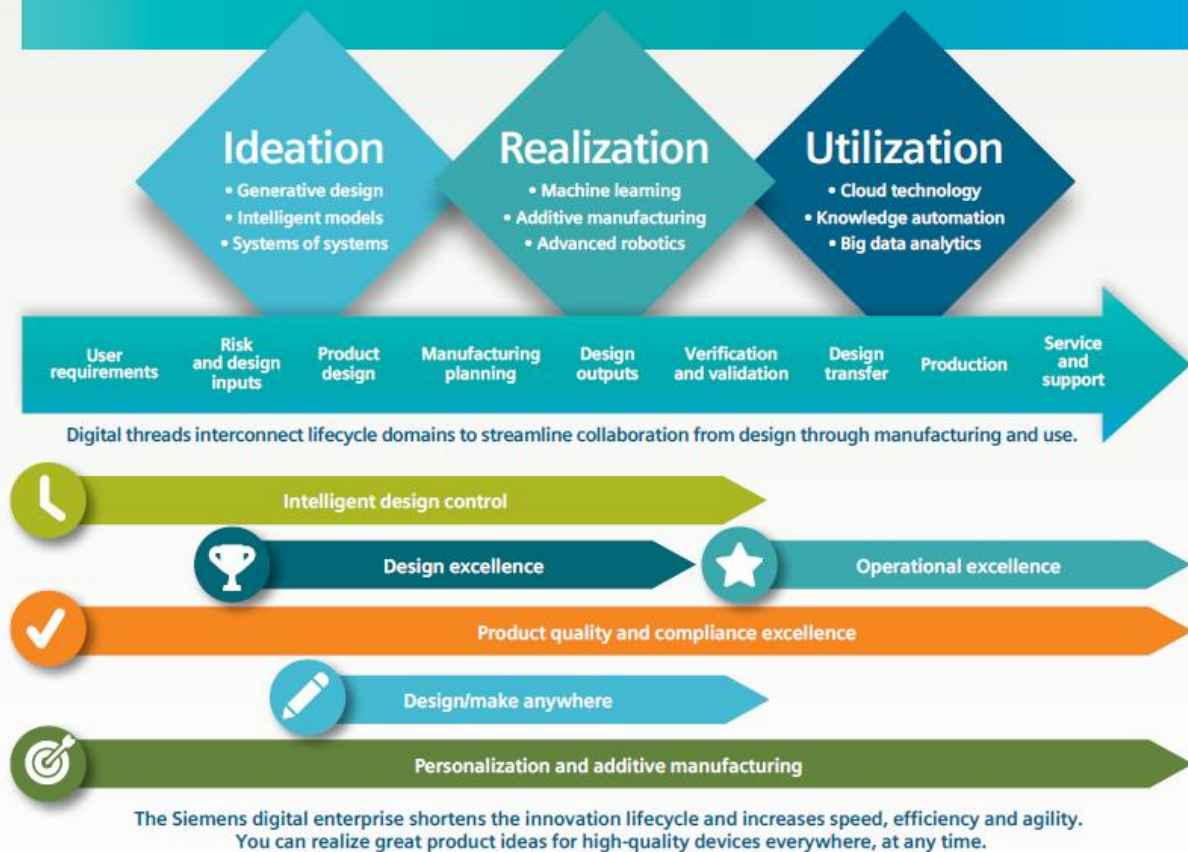 Ideation
• Generative design
• Intelligent models
• Systems of systems
Realization
• Machine learning
• Additive manufacturing
• Advanced robotics
Utilization
• Cloud technology
• Knowledge automation
• Big data analytics
User
requirements
Risk
and design
inputs
Product
design
Manufacturing
planning
Design
outputs
Verification
and validation
Design
transfer
Production
Service
and
support
Digital threads interconnect lifecycle domains to streamline collaboration from design through manufacturing and use.
Intelligent design control
Design excellence
Operational excellence
Product quality and compliance excellence
Design/make anywhere
Personalization and additive manufacturing
The Siemens digital enterprise shortens the innovation lifecycle and increases speed, efficiency and agility.
You can realize great product ideas for high-quality devices everywhere, at any time.